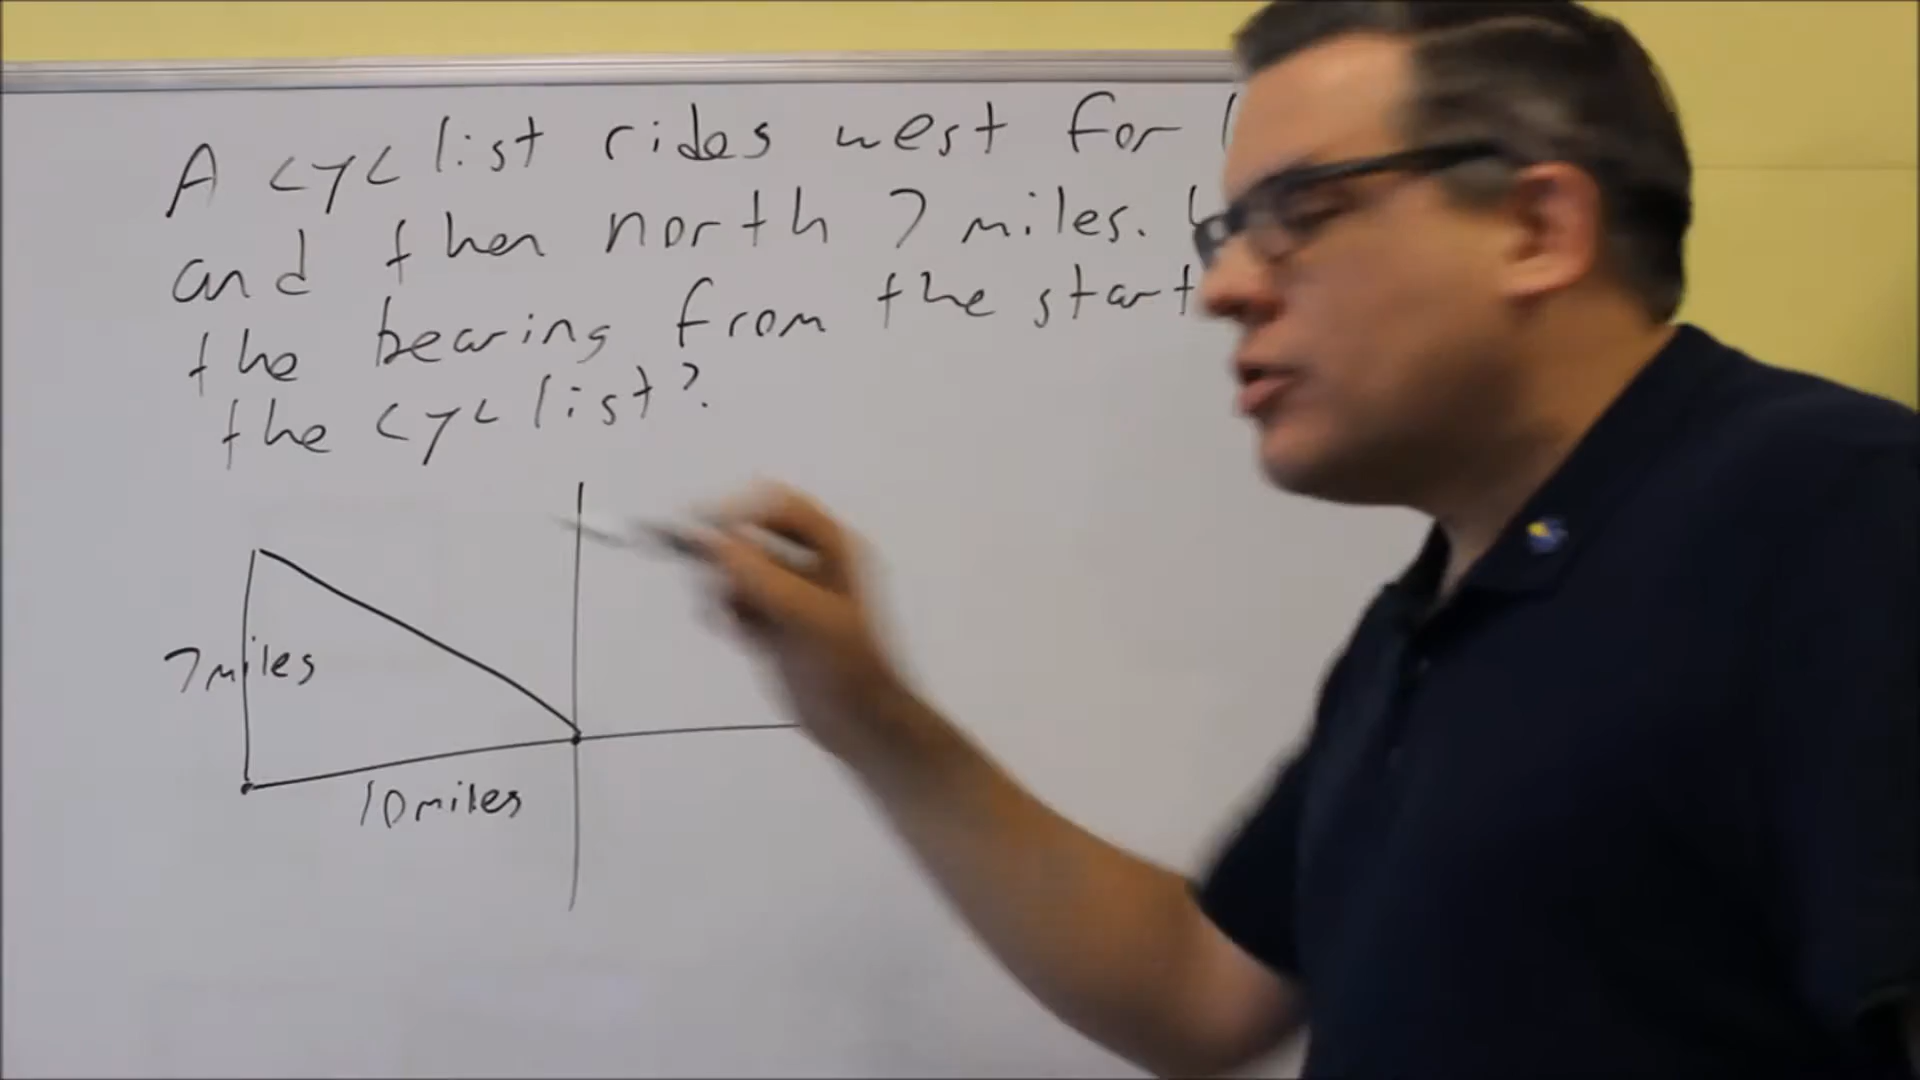 A cyclist rides west for
and then north 7 miles.
the bearing from the start
the cyclist?
7miles
10miles